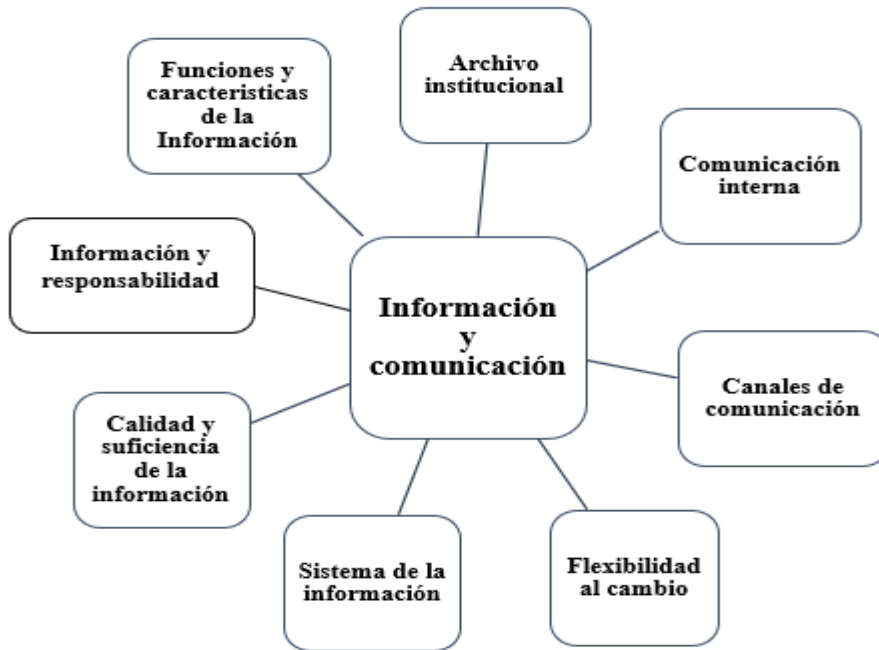 Funciones y
caracteristicas
de la
Información
Archivo
institucional
Comunicación
interna
Información y
responsabilidad
Información
y
comunicación
Canales de
comunicación
Calidad y
suficiencia
de la
información
Sistema de la
información
Flexibilidad
al cambio